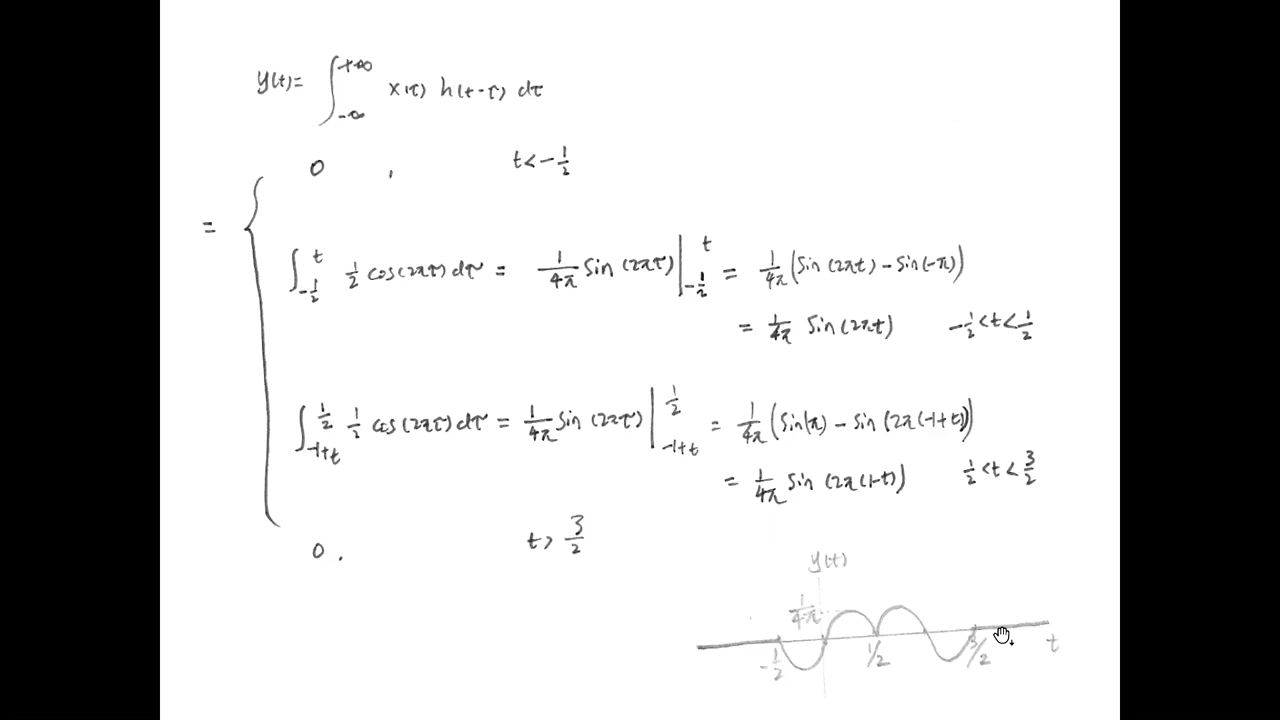 y(t)= ∫_{-∞}^{+∞} x(τ) h(t-τ) dτ
0 , t<-1/2
= { ∫_{-1/2}^{t} 1/2 cos(2πτ) dτ = 1/4π sin(2πτ) |_{-1/2}^{t} = 1/4π (sin(2πt) - sin(-π))
= 1/4π sin(2πt) -1/2<t<1/2
∫_{-1+t}^{1/2} 1/2 cos(2πτ) dτ = 1/4π sin(2πτ) |_{-1+t}^{1/2} = 1/4π (sin(π) - sin(2π(-1+t)))
= 1/4π sin(2π(1-t)) 1/2<t<3/2
0 . t> 3/2
y(t)
1/4π
-1/2 1/2 3/2 t